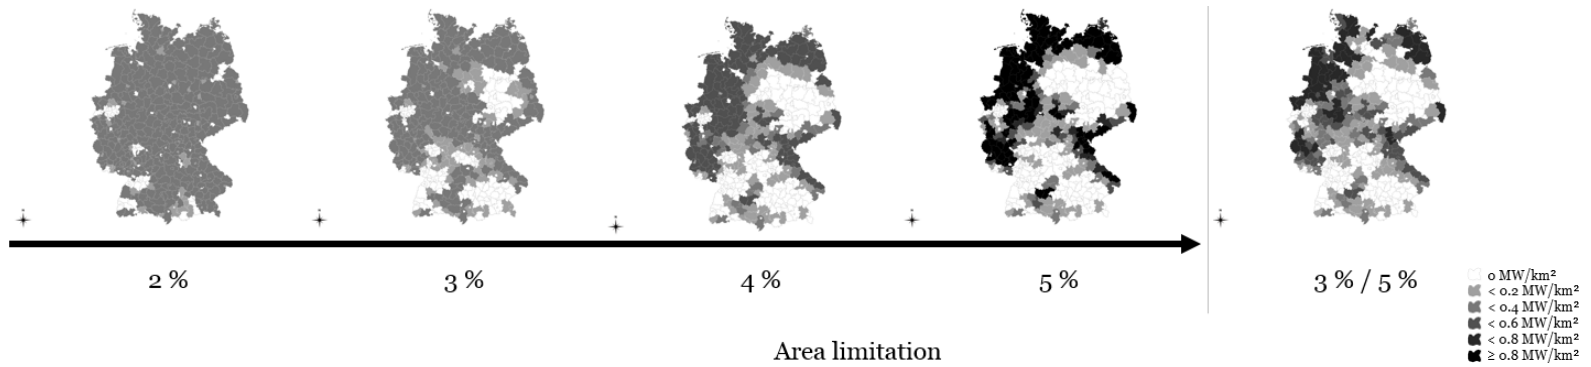 2 %
3 %
4 %
5 %
3 % / 5 %
Area limitation
0 MW/km²
< 0.2 MW/km²
< 0.4 MW/km²
< 0.6 MW/km²
< 0.8 MW/km²
≥ 0.8 MW/km²